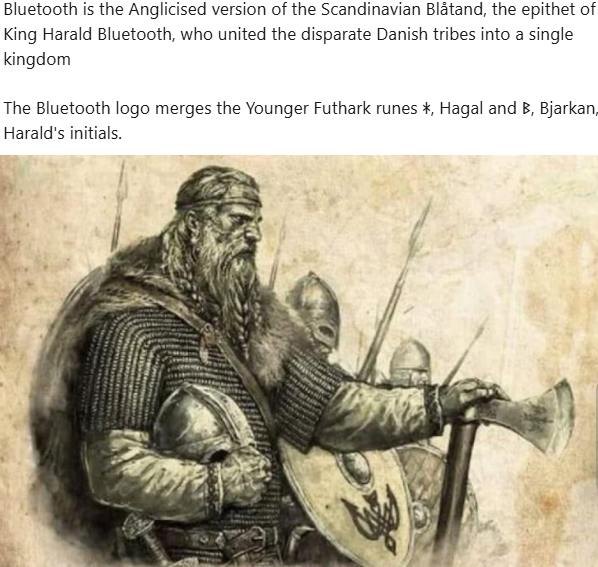 Bluetooth is the Anglicised version of the Scandinavian Blåtand, the epithet of
King Harald Bluetooth, who united the disparate Danish tribes into a single
kingdom
The Bluetooth logo merges the Younger Futhark runes ᚼ, Hagal and ᛒ, Bjarkan,
Harald's initials.